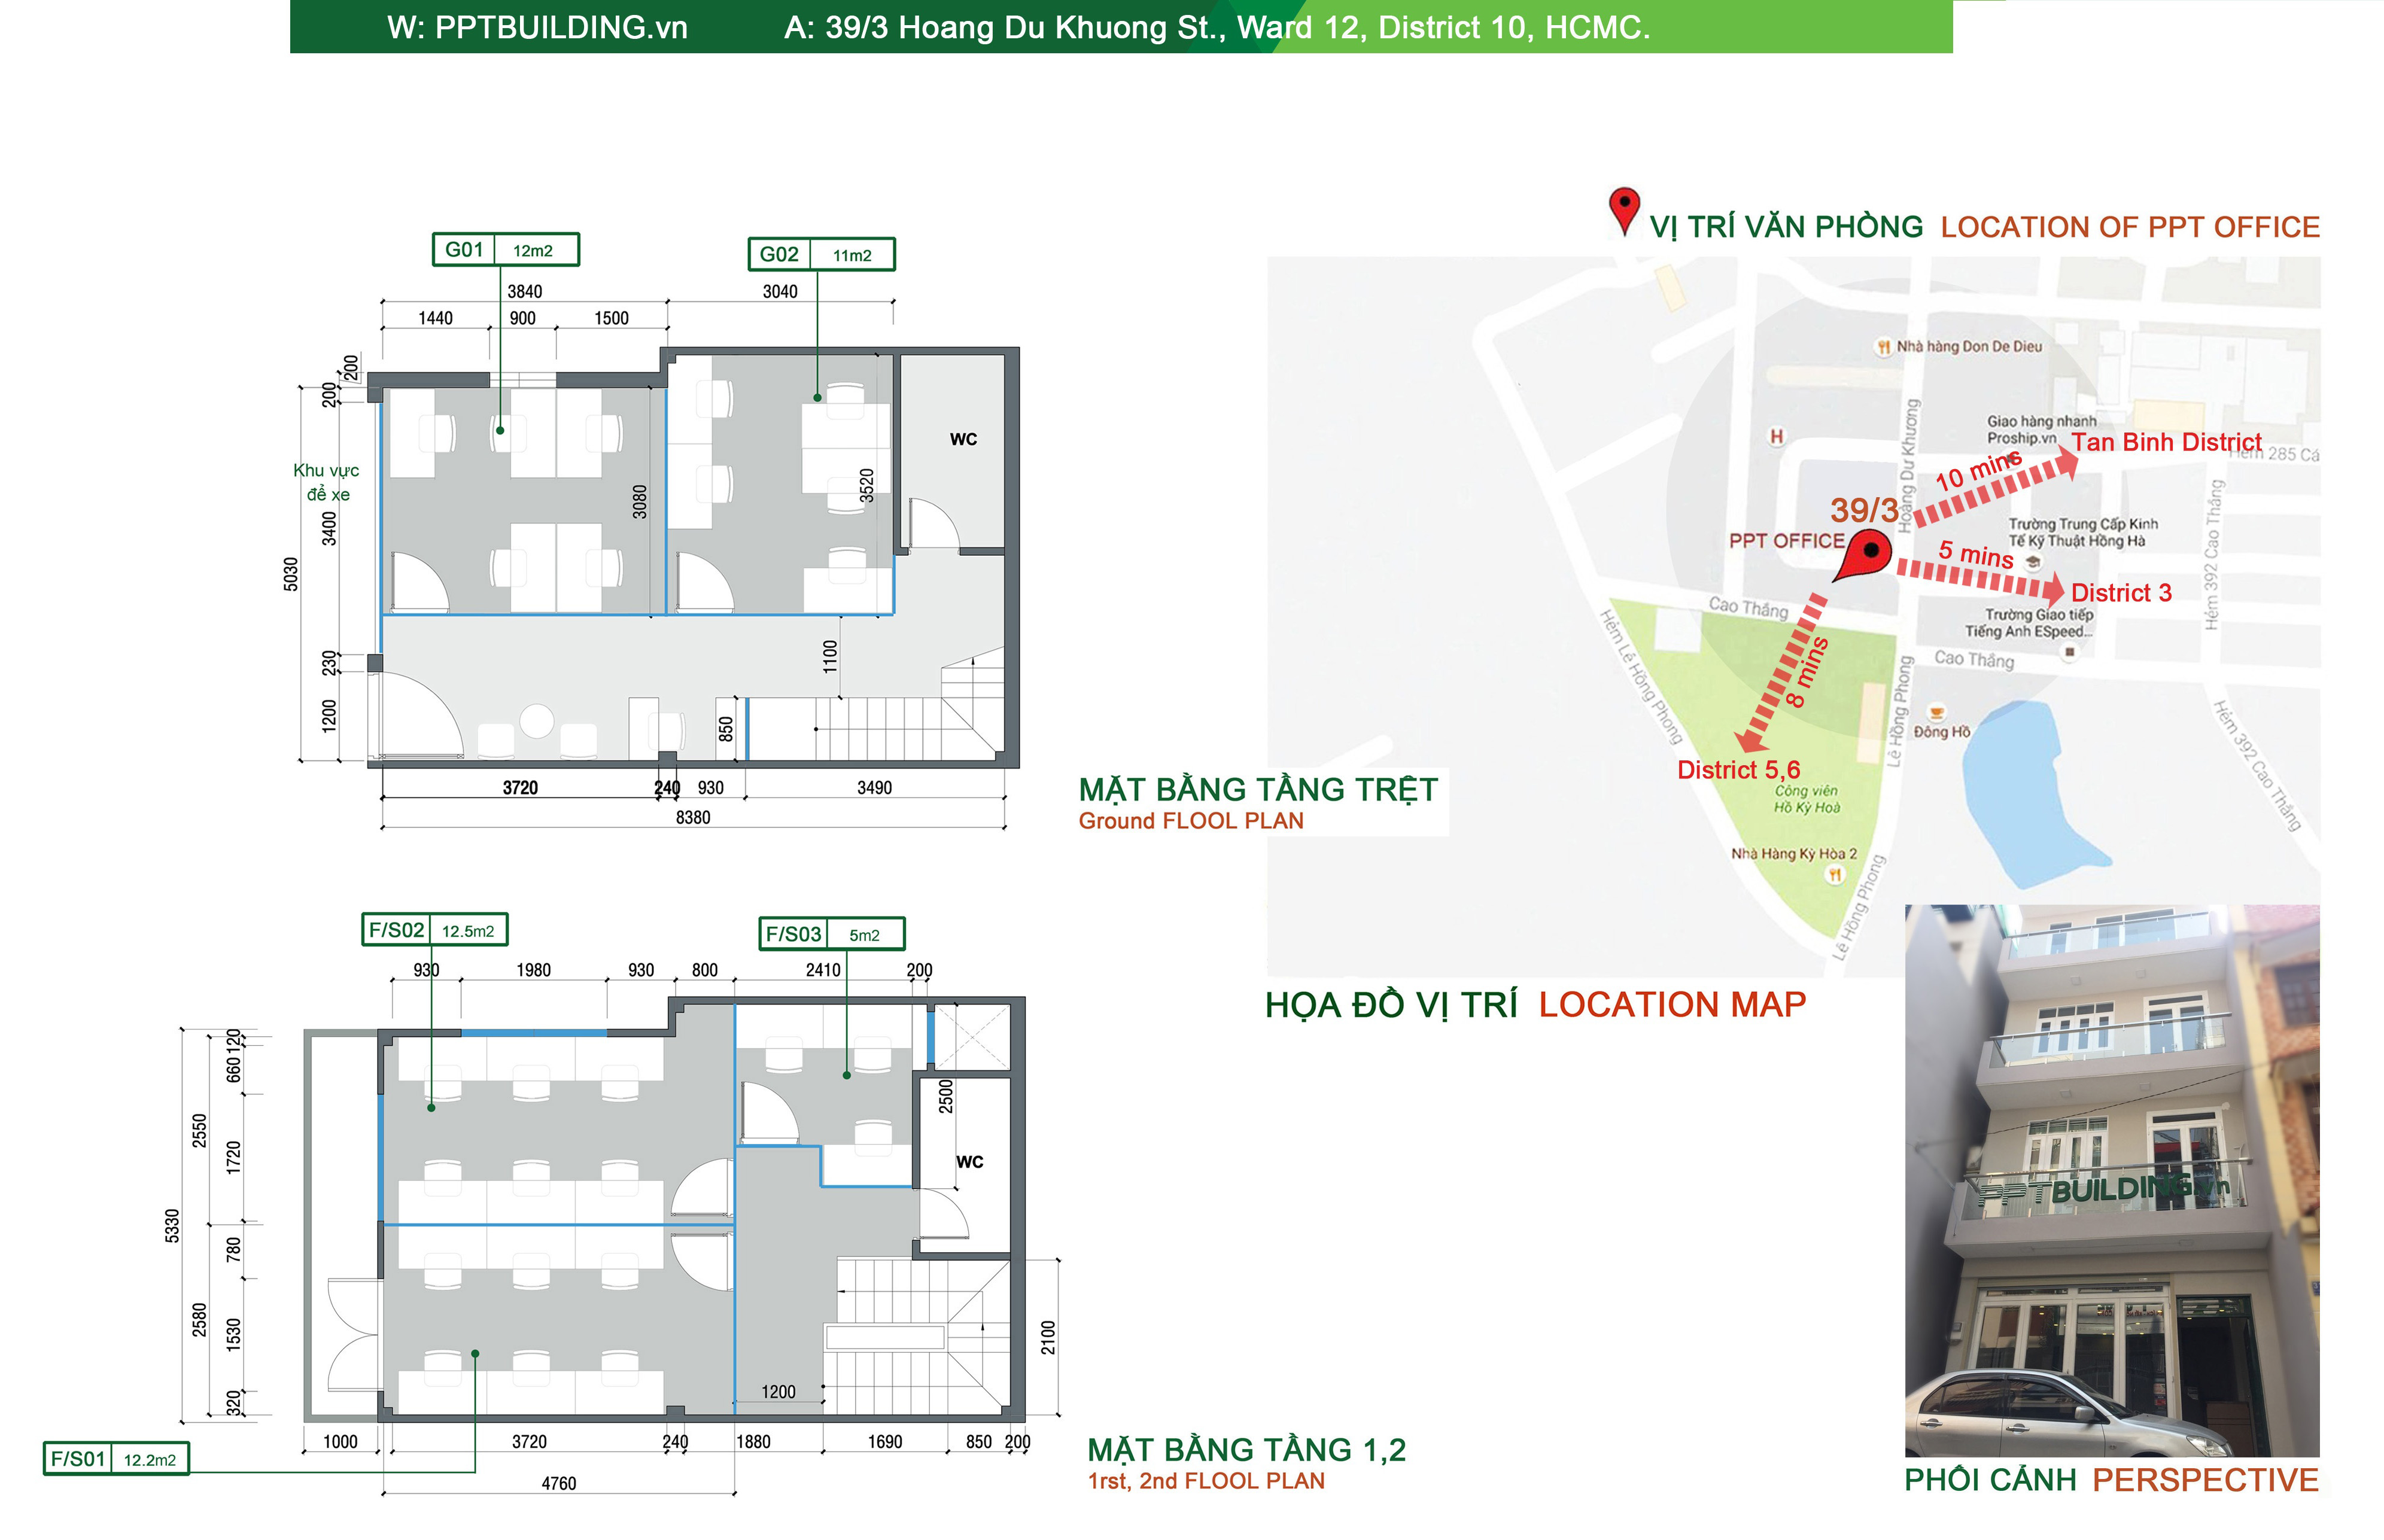 W: PPTBUILDING.vn
A: 39/3 Hoang Du Khuong St., Ward 12, District 10, HCMC.
G01 12m2
G02 11m2
3840
3040
1440
900
1500
200
200
Khu vực
để xe
3400
5030
230
1200
3080
3520
WC
1100
850
3720
240
930
3490
8380
MẶT BẰNG TẦNG TRỆT
Ground FLOOL PLAN
F/S02 12.5m2
F/S03 5m2
930
1980
930
800
2410
200
120
660
2550
1720
5330
780
2580
1530
320
2500
WC
2100
1200
1000
3720
240
1880
1690
850
200
4760
F/S01 12.2m2
MẶT BẰNG TẦNG 1,2
1rst, 2nd FLOOL PLAN
VỊ TRÍ VĂN PHÒNG LOCATION OF PPT OFFICE
Nhà hàng Don De Dieu
Hoàng Dư Khương
H
Giao hàng nhanh
Proship.vn
Tan Binh District
Hẻm 285 Cá
10 mins
39/3
PPT OFFICE
Trường Trung Cấp Kinh
Tế Kỹ Thuật Hồng Hà
5 mins
District 3
Hẻm 392 Cao Thắng
Cao Thắng
Trường Giao tiếp
Tiếng Anh ESpeed...
Cao Thắng
Hẻm Lê Hồng Phong
8 mins
Lê Hồng Phong
Đông Hồ
Hẻm 392 Cao Thắng
District 5,6
Công viên
Hồ Kỳ Hoà
Nhà Hàng Kỳ Hòa 2
Lê Hồng Phong
HỌA ĐỒ VỊ TRÍ LOCATION MAP
PPTBUILDING.vn
PHỐI CẢNH PERSPECTIVE